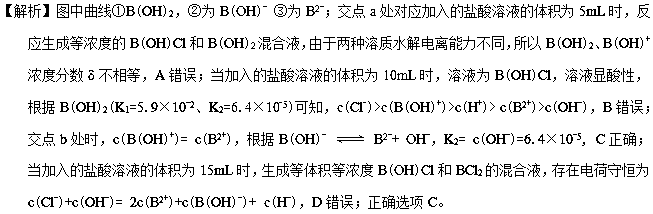 【解析】图中曲线①B(OH)₂，②为 B(OH)⁻ ③为 B²⁻；交点 a 处对应加入的盐酸溶液的体积为 5mL 时，反
应生成等浓度的 B(OH)Cl 和 B(OH)₂ 混合液，由于两种溶质水解电离能力不同，所以 B(OH)₂、B(OH)⁺
浓度分数 δ 不相等，A 错误；当加入的盐酸溶液的体积为 10mL 时，溶液为 B(OH)Cl，溶液显酸性，
根据 B(OH)₂(K₁=5.9×10⁻²、K₂=6.4×10⁻⁵)可知，c(Cl⁻)>c(B(OH)⁺)>c(H⁺)> c(B²⁺)>c(OH⁻)，B 错误；
交点 b 处时，c(B(OH)⁺)= c(B²⁺)，根据 B(OH)⁻ ⇌ B²⁻+ OH⁻，K₂= c(OH⁻)=6.4×10⁻⁵, C 正确；
当加入的盐酸溶液的体积为 15mL 时，生成等体积等浓度 B(OH)Cl 和 BCl₂ 的混合液，存在电荷守恒为
c(Cl⁻)+c(OH⁻)= 2c(B²⁺)+c(B(OH)⁻)+ c(H⁻)，D 错误；正确选项 C。